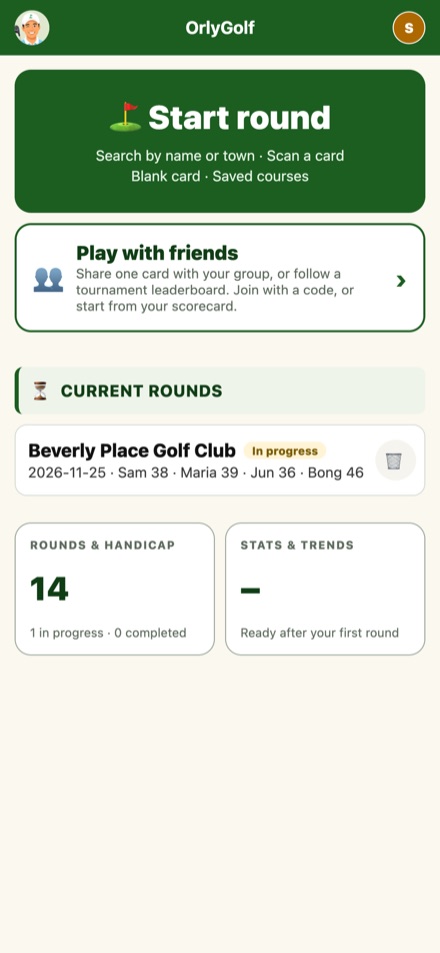 OrlyGolf
S
Start round
Search by name or town · Scan a card
Blank card · Saved courses
Play with friends
Share one card with your group, or follow a
tournament leaderboard. Join with a code, or
start from your scorecard.
›
CURRENT ROUNDS
Beverly Place Golf Club In progress
2026-11-25 · Sam 38 · Maria 39 · Jun 36 · Bong 46
ROUNDS & HANDICAP
14
1 in progress · 0 completed
STATS & TRENDS
–
Ready after your first round